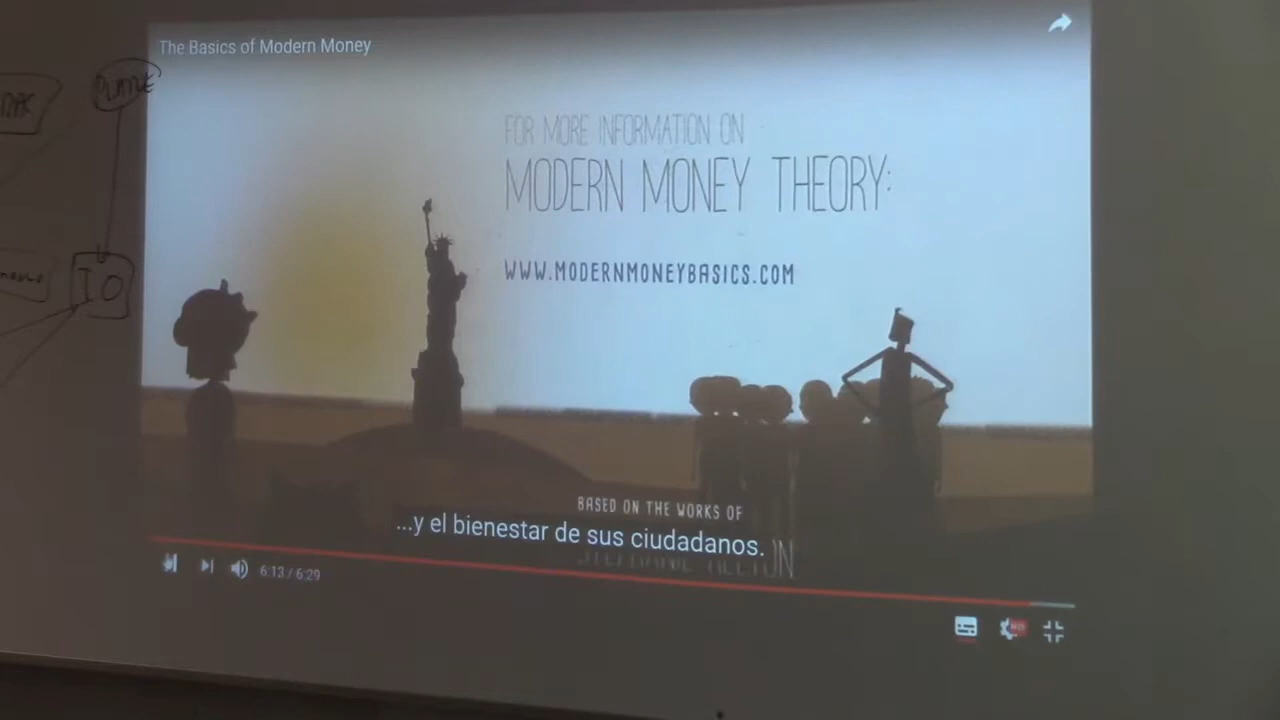 The Basics of Modern Money
FOR MORE INFORMATION ON
MODERN MONEY THEORY:
WWW.MODERNMONEYBASICS.COM
BASED ON THE WORKS OF
...y el bienestar de sus ciudadanos.
6:13 / 6:29
IO